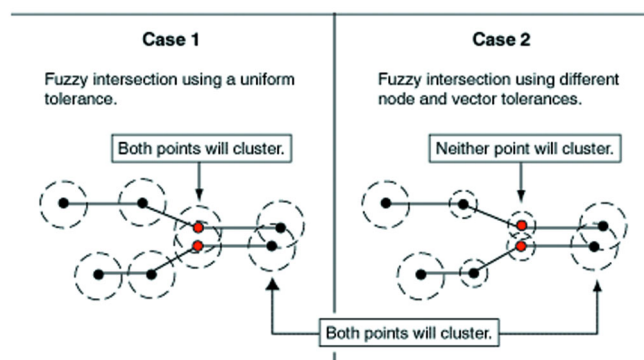 Case 1
Fuzzy intersection using a uniform
tolerance.
Both points will cluster.
Case 2
Fuzzy intersection using different
node and vector tolerances.
Neither point will cluster.
Both points will cluster.